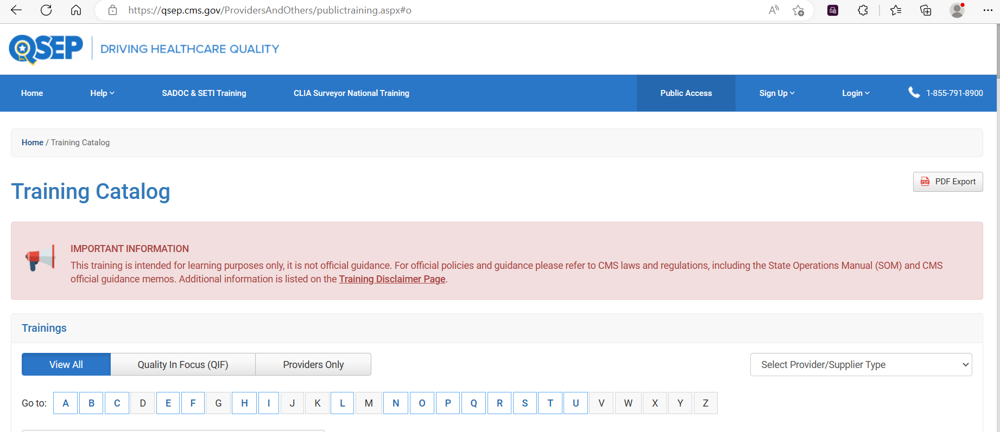 https://qsep.cms.gov/ProvidersAndOthers/publictraining.aspx#o
QSEP
DRIVING HEALTHCARE QUALITY
Home
Help
SADOC & SETI Training
CLIA Surveyor National Training
Public Access
Sign Up
Login
1-855-791-8900
Home / Training Catalog
Training Catalog
PDF Export
IMPORTANT INFORMATION
This training is intended for learning purposes only, it is not official guidance. For official policies and guidance please refer to CMS laws and regulations, including the State Operations Manual (SOM) and CMS
official guidance memos. Additional information is listed on the Training Disclaimer Page.
Trainings
View All
Quality In Focus (QIF)
Providers Only
Select Provider/Supplier Type
Go to: A B C D E F G H I J K L M N O P Q R S T U V W X Y Z